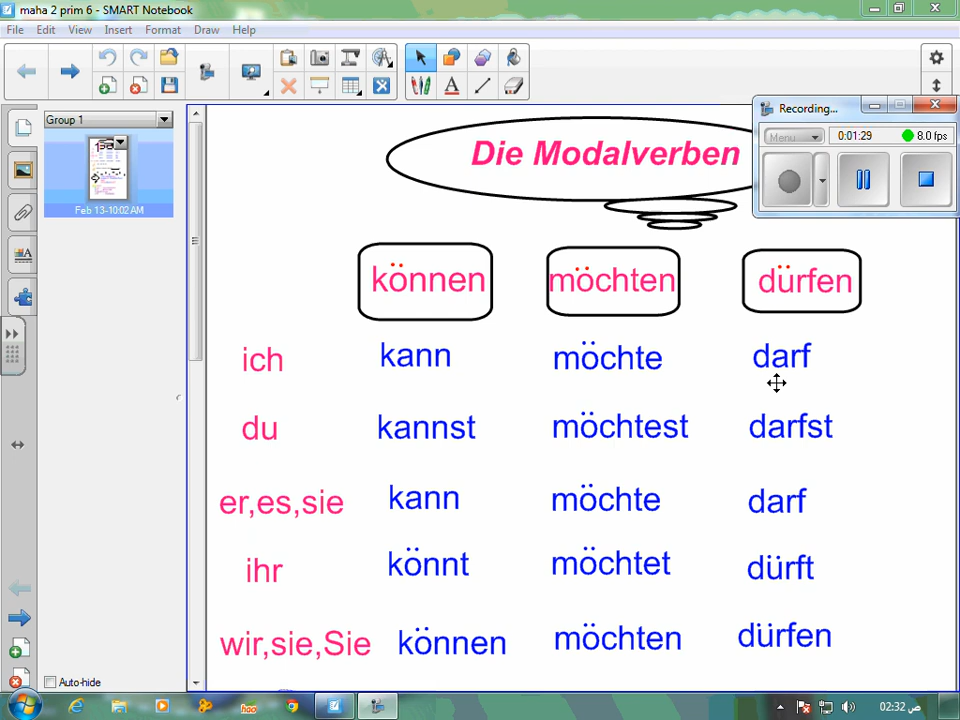 maha 2 prim 6 - SMART Notebook
File Edit View Insert Format Draw Help
Group 1
Feb 13-10:02 AM
Recording...
Menu
0:01:29
8.0 fps
Die Modalverben
können möchten dürfen
ich kann möchte darf
du kannst möchtest darfst
er,es,sie kann möchte darf
ihr könnt möchtet dürft
wir,sie,Sie können möchten dürfen
Auto-hide
hao
02:32 ص